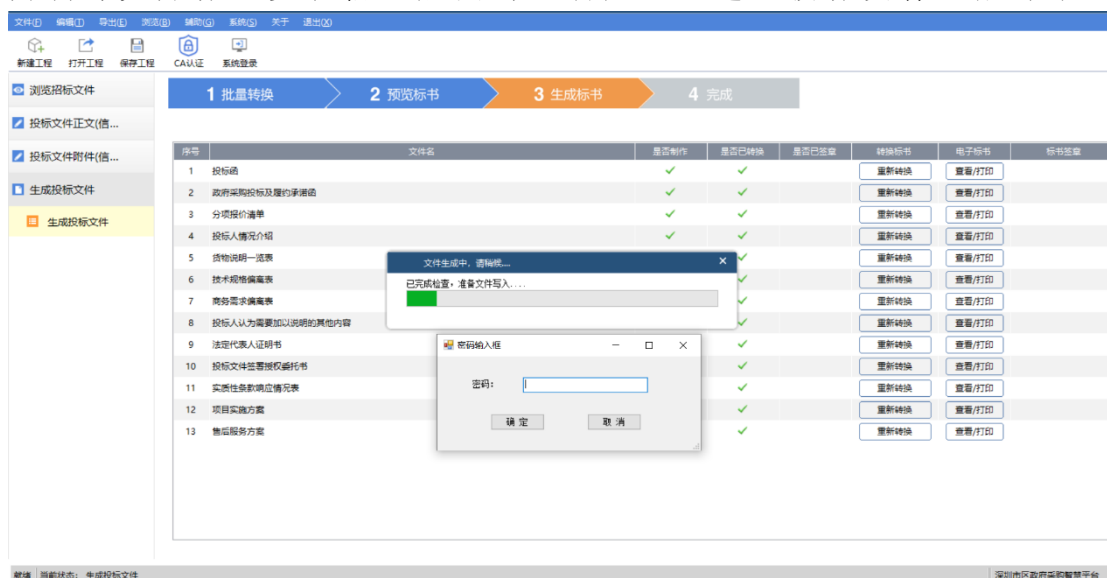 文件(F) 编辑(T) 导出(E) 浏览(B) 辅助(G) 系统(S) 关于 退出(X)
新建工程 打开工程 保存工程 CA认证 系统登录
浏览招标文件
投标文件正文(信...
投标文件附件(信...
生成投标文件
生成投标文件
1 批量转换 2 预览标书 3 生成标书 4 完成
序号 文件名 是否制作 是否已转换 是否已签章 转换标书 电子标书 标书签章
1 投标函 重新转换 查看/打印
2 政府采购投标及履约承诺函 重新转换 查看/打印
3 分项报价清单 重新转换 查看/打印
4 投标人情况介绍 重新转换 查看/打印
5 货物说明一览表 重新转换 查看/打印
6 技术规格偏离表 重新转换 查看/打印
7 商务需求偏离表 重新转换 查看/打印
8 投标人认为需要加以说明的其他内容 重新转换 查看/打印
9 法定代表人证明书 重新转换 查看/打印
10 投标文件签署授权委托书 重新转换 查看/打印
11 实质性条款响应情况表 重新转换 查看/打印
12 项目实施方案 重新转换 查看/打印
13 售后服务方案 重新转换 查看/打印
文件生成中，请稍候....
已完成检查，准备文件写入....
密码输入框
密码：
确 定 取 消
就绪 当前状态： 生成投标文件 深圳市区政府采购智慧平台